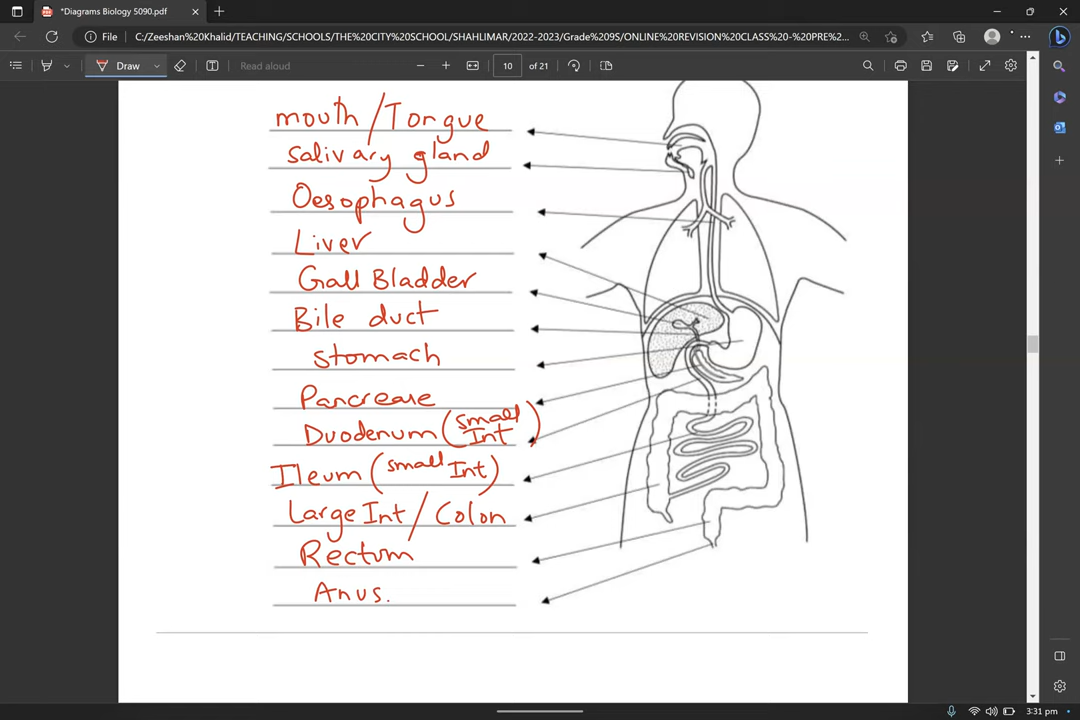 *Diagrams Biology 5090.pdf
File C:/Zeeshan%20Khalid/TEACHING/SCHOOLS/THE%20CITY%20SCHOOL/SHAHLIMAR/2022-2023/Grade%209S/ONLINE%20REVISION%20CLASS%20-%20PRE%2...
Draw Read aloud 10 of 21
mouth/Tongue
salivary gland
Oesophagus
Liver
Gall Bladder
Bile duct
stomach
Pancrease
Duodenum (small Int)
Ileum (small Int)
Large Int/Colon
Rectum
Anus.
3:31 pm